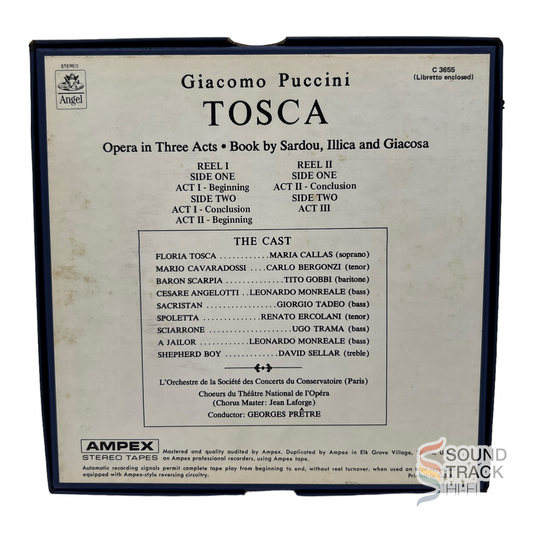 STEREO
Angel
C 3655
(Libretto enclosed)
Giacomo Puccini
TOSCA
Opera in Three Acts • Book by Sardou, Illica and Giacosa
REEL I
SIDE ONE
ACT I - Beginning
SIDE TWO
ACT I - Conclusion
ACT II - Beginning
REEL II
SIDE ONE
ACT II - Conclusion
SIDE TWO
ACT III
THE CAST
FLORIA TOSCA ............ MARIA CALLAS (soprano)
MARIO CAVARADOSSI .... CARLO BERGONZI (tenor)
BARON SCARPIA ............ TITO GOBBI (baritone)
CESARE ANGELOTTI .. LEONARDO MONREALE (bass)
SACRISTAN ............ GIORGIO TADEO (bass)
SPOLETTA ............ RENATO ERCOLANI (tenor)
SCIARRONE ............ UGO TRAMA (bass)
A JAILOR ........ LEONARDO MONREALE (bass)
SHEPHERD BOY ............ DAVID SELLAR (treble)
L'Orchestre de la Société des Concerts du Conservatoire (Paris)
Choeurs du Théâtre National de l'Opéra
(Chorus Master: Jean Laforge)
Conductor: GEORGES PRÊTRE
AMPEX
STEREO TAPES
Mastered and quality audited by Ampex. Duplicated by Ampex in Elk Grove Village,
on Ampex professional recorders, using Ampex tape.
Automatic recording signals permit complete tape play from beginning to end, without reel turnover, when used on
equipped with Ampex-style reversing circuitry.
SOUND
TRACK